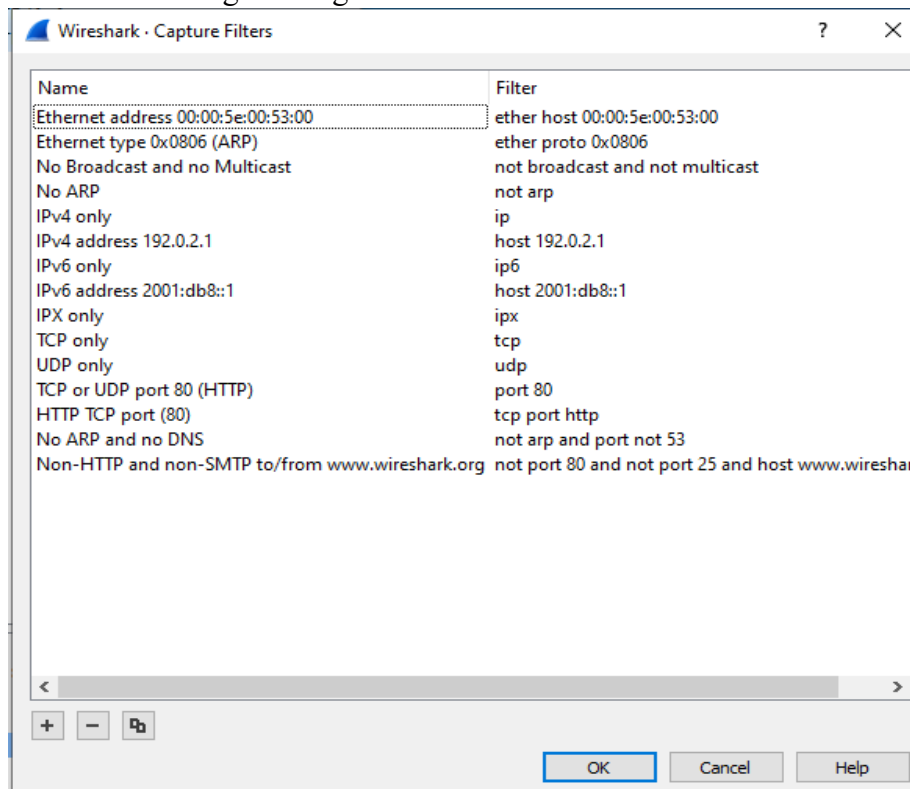 Wireshark · Capture Filters ? ×
Name Filter
Ethernet address 00:00:5e:00:53:00 ether host 00:00:5e:00:53:00
Ethernet type 0x0806 (ARP) ether proto 0x0806
No Broadcast and no Multicast not broadcast and not multicast
No ARP not arp
IPv4 only ip
IPv4 address 192.0.2.1 host 192.0.2.1
IPv6 only ip6
IPv6 address 2001:db8::1 host 2001:db8::1
IPX only ipx
TCP only tcp
UDP only udp
TCP or UDP port 80 (HTTP) port 80
HTTP TCP port (80) tcp port http
No ARP and no DNS not arp and port not 53
Non-HTTP and non-SMTP to/from www.wireshark.org not port 80 and not port 25 and host www.wireshar
OK Cancel Help